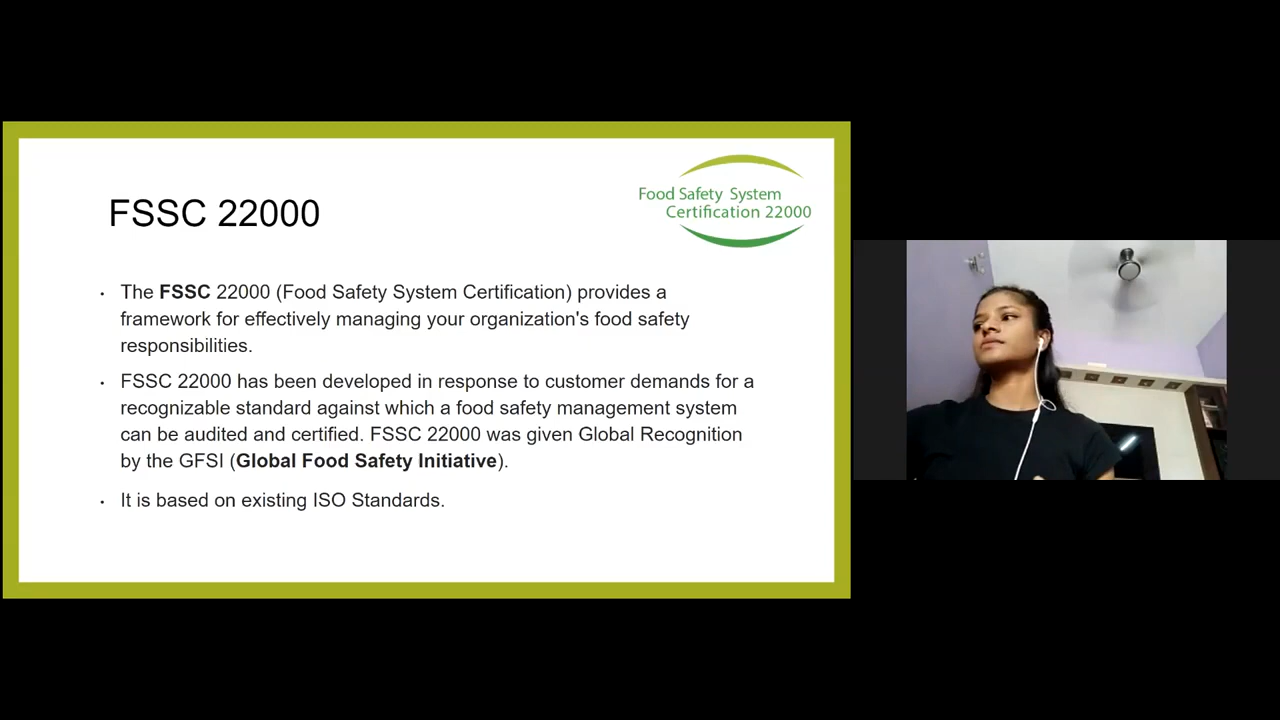 Food Safety System
Certification 22000
FSSC 22000
• The FSSC 22000 (Food Safety System Certification) provides a
framework for effectively managing your organization's food safety
responsibilities.
• FSSC 22000 has been developed in response to customer demands for a
recognizable standard against which a food safety management system
can be audited and certified. FSSC 22000 was given Global Recognition
by the GFSI (Global Food Safety Initiative).
• It is based on existing ISO Standards.